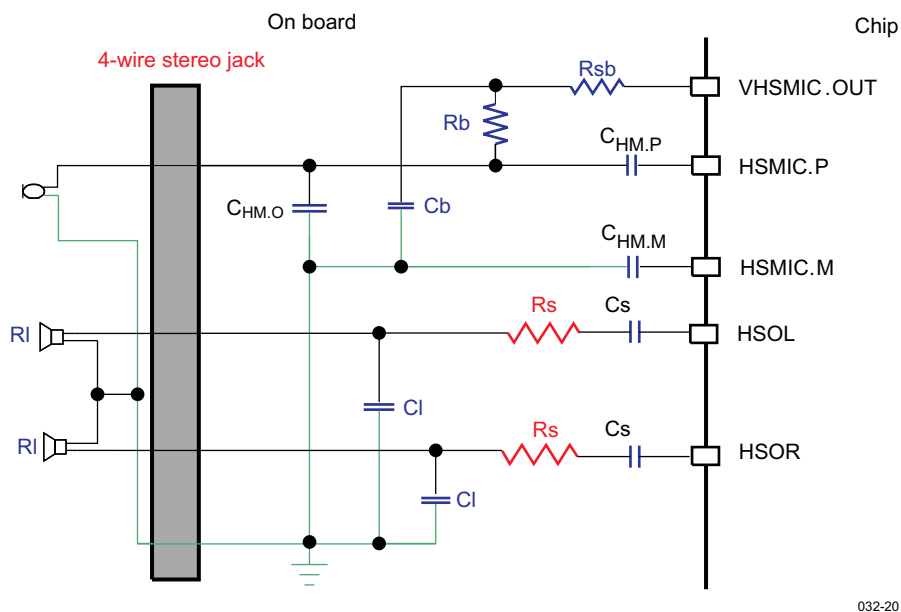 On board
Chip
4-wire stereo jack
Rsb
VHSMIC.OUT
Rb
CHM.P
HSMIC.P
CHM.O
Cb
CHM.M
HSMIC.M
Rl
Rs
Cs
HSOL
Cl
Rl
Rs
Cs
HSOR
Cl
032-20